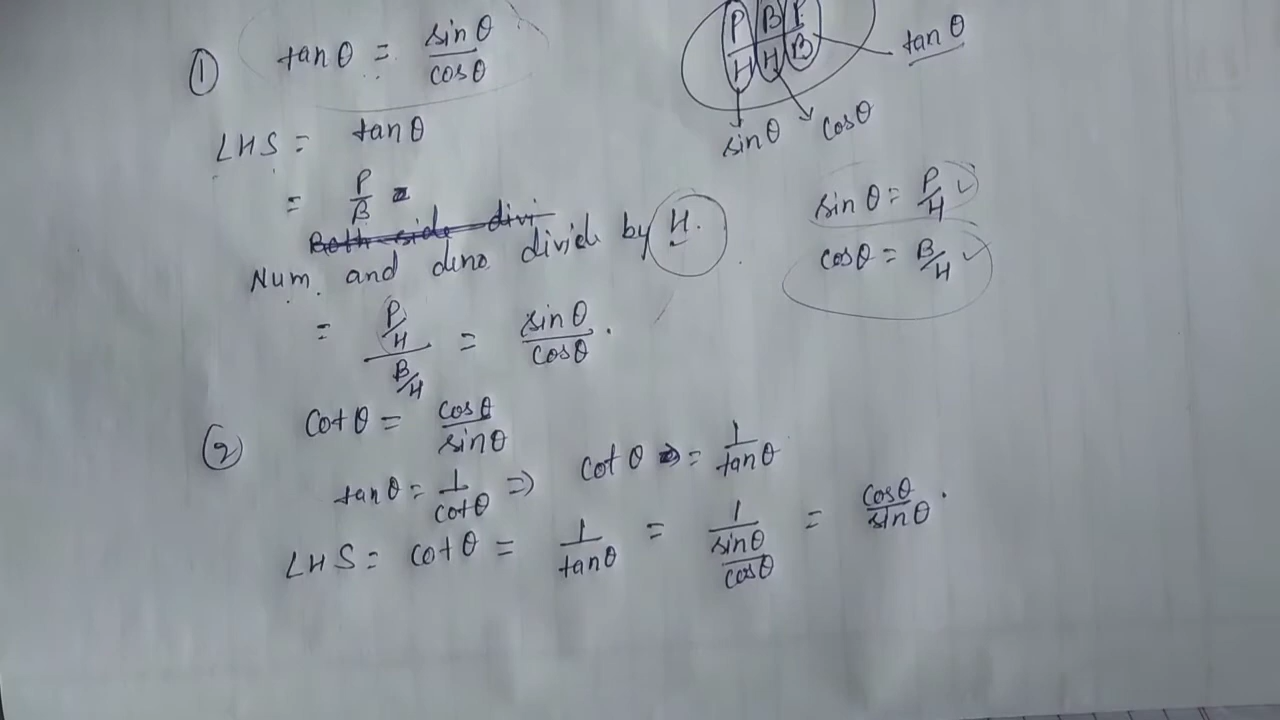 ① tan θ = sin θ / cos θ
P B P
H H B
tan θ
sin θ cos θ
LHS = tan θ
= P/B
sin θ = P/H ✓
cos θ = B/H ✓
Both side divi
Num. and dino divide by H.
= P/H / B/H = sin θ / cos θ .
② cot θ = cos θ / sin θ
tan θ = 1 / cot θ ⇒ cot θ = 1 / tan θ
LHS = cot θ = 1 / tan θ = 1 / sin θ / cos θ = cos θ / sin θ .